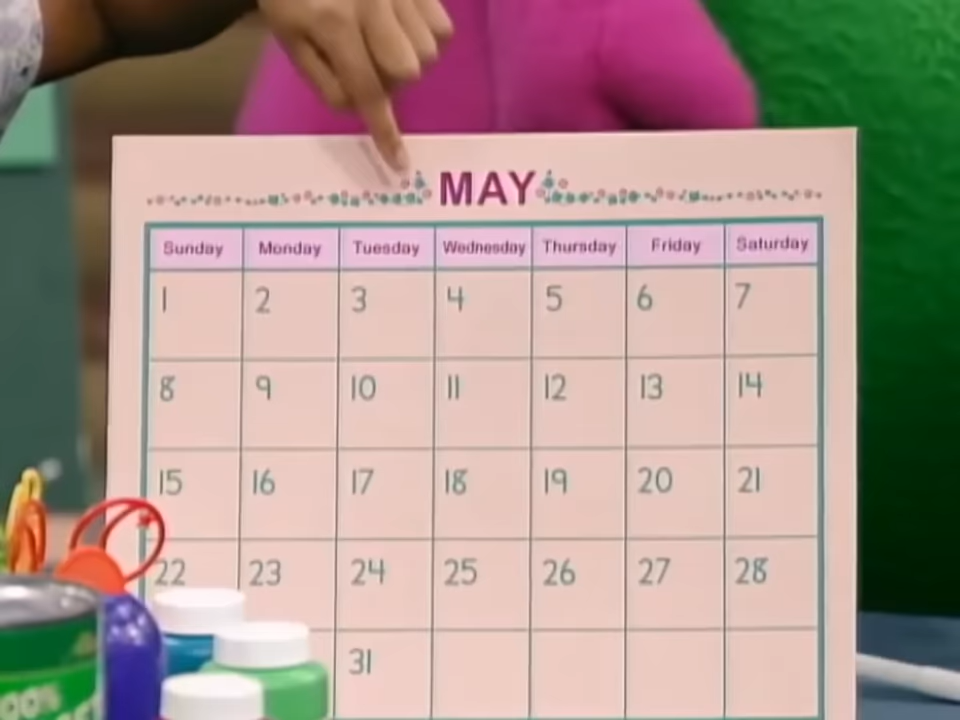 MAY
Sunday Monday Tuesday Wednesday Thursday Friday Saturday
1 2 3 4 5 6 7
8 9 10 11 12 13 14
15 16 17 18 19 20 21
22 23 24 25 26 27 28
31